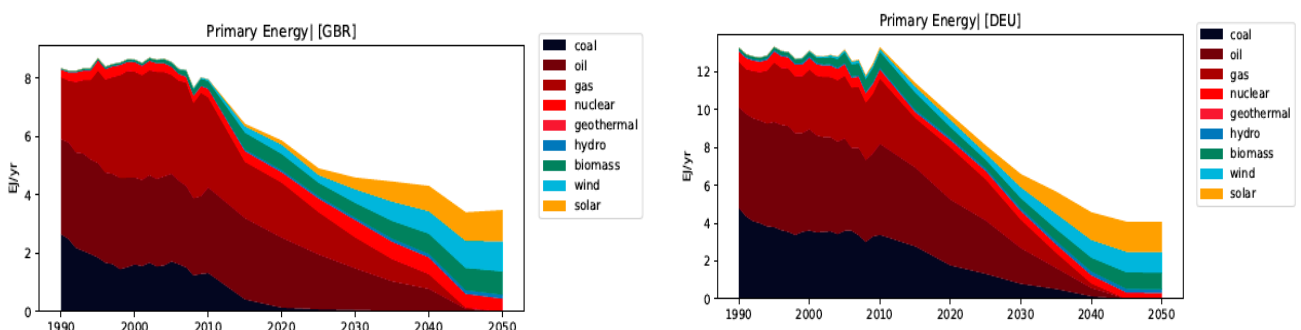 Primary Energy| [GBR]
EJ/yr
8
6
4
2
0
1990 2000 2010 2020 2030 2040 2050
coal
oil
gas
nuclear
geothermal
hydro
biomass
wind
solar
Primary Energy| [DEU]
EJ/yr
12
10
8
6
4
2
0
1990 2000 2010 2020 2030 2040 2050
coal
oil
gas
nuclear
geothermal
hydro
biomass
wind
solar